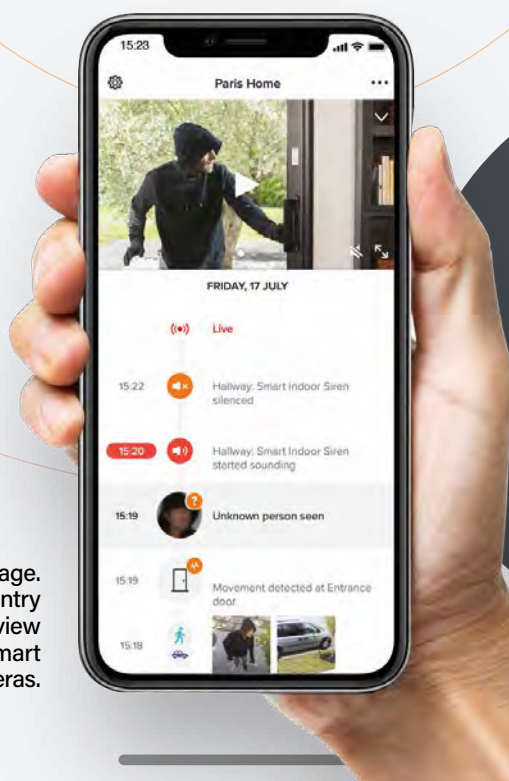 15:23
Paris Home
FRIDAY, 17 JULY
Live
15:22
Hallway: Smart Indoor Siren
silenced
15:20
Hallway: Smart Indoor Siren
started sounding
15:19
Unknown person seen
15:19
Movement detected at Entrance
door
15:18
age.
ntry
view
mart
eras.